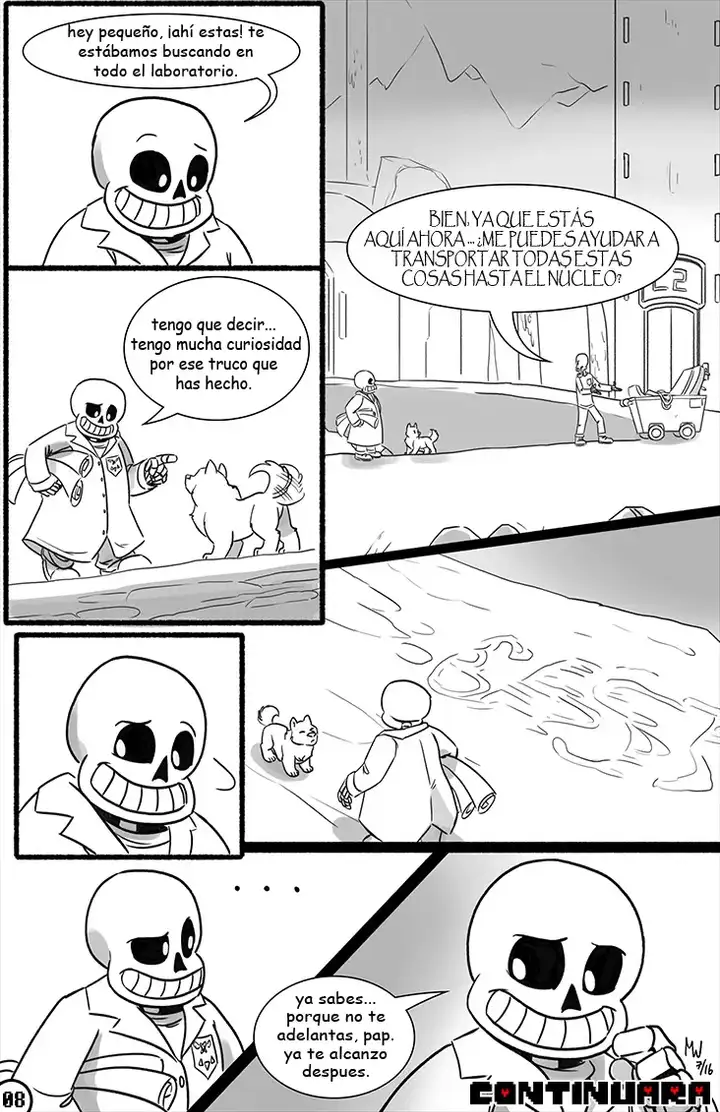 hey pequeño, ¡ahí estas! te
estábamos buscando en
todo el laboratorio.
BIEN, YA QUE ESTÁS
AQUÍ AHORA... ¿ME PUEDES AYUDAR A
TRANSPORTAR TODAS ESTAS
COSAS HASTA EL NÚCLEO?
L2
tengo que decir...
tengo mucha curiosidad
por ese truco que
has hecho.
...
ya sabes...
porque no te
adelantas, pap.
ya te alcanzo
despues.
MW
7/16
08
CONTINUARA